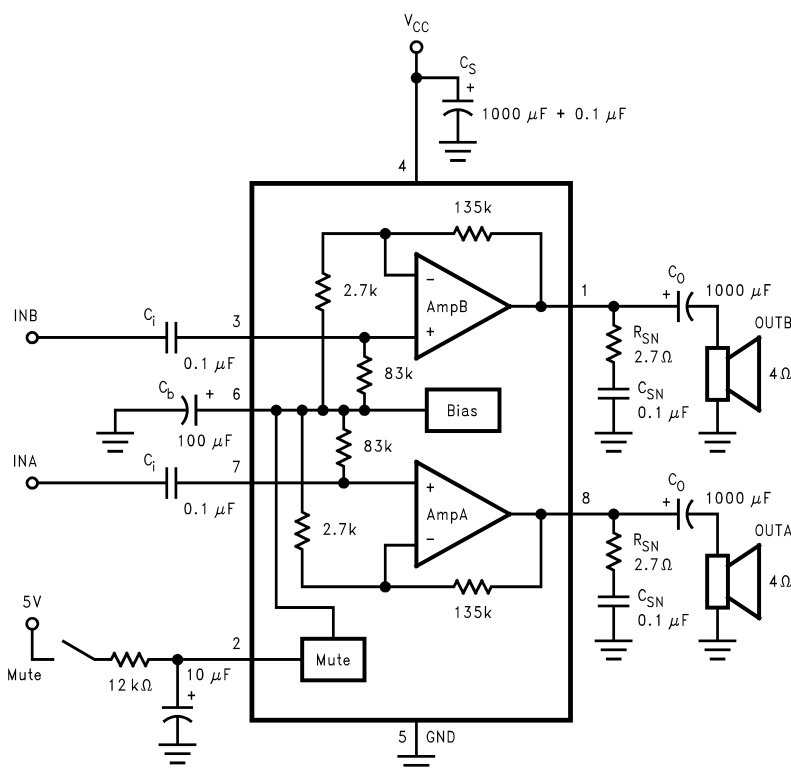 VCC
CS
+
1000 µF + 0.1 µF
4
135k
2.7k
−
AmpB
+
1
CO
+
1000 µF
OUTB
RSN
2.7Ω
CSN
0.1 µF
4Ω
INB
Ci
3
0.1 µF
83k
Cb
+
6
100 µF
Bias
83k
INA
Ci
7
0.1 µF
+
AmpA
−
2.7k
135k
8
CO
+
1000 µF
OUTA
RSN
2.7Ω
CSN
0.1 µF
4Ω
5V
Mute
12kΩ
2
10 µF
+
Mute
5
GND